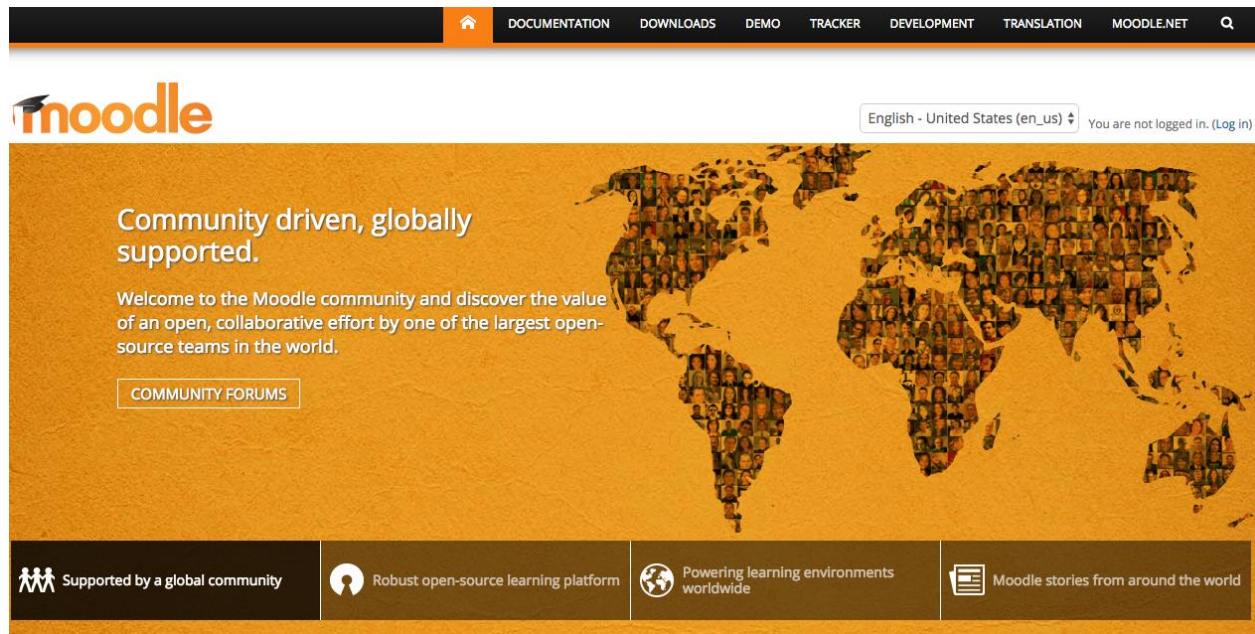 DOCUMENTATION DOWNLOADS DEMO TRACKER DEVELOPMENT TRANSLATION MOODLE.NET
moodle
English - United States (en_us)
You are not logged in. (Log in)
Community driven, globally
supported.
Welcome to the Moodle community and discover the value
of an open, collaborative effort by one of the largest open-
source teams in the world.
COMMUNITY FORUMS
Supported by a global community
Robust open-source learning platform
Powering learning environments
worldwide
Moodle stories from around the world